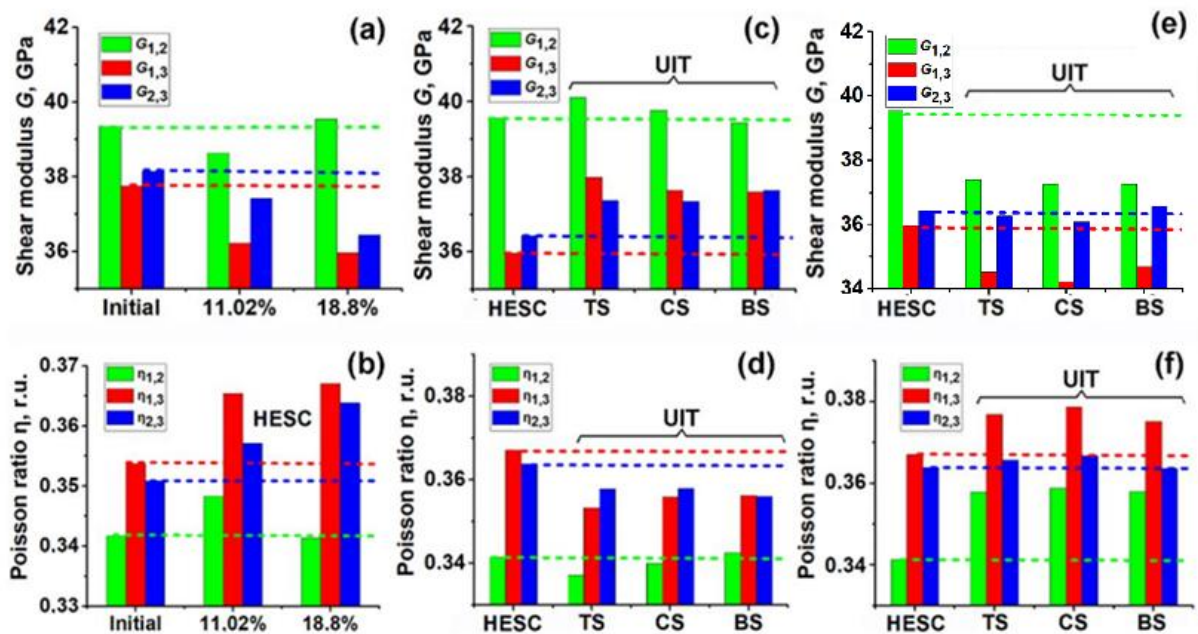 (a)
Shear modulus G, GPa
42
40
38
36
G1,2
G1,3
G2,3
Initial 11.02% 18.8%
(c)
Shear modulus G, GPa
42
40
38
36
G1,2
G1,3
G2,3
UIT
HESC TS CS BS
(e)
Shear modulus G, GPa
42
40
38
36
34
G1,2
G1,3
G2,3
UIT
HESC TS CS BS
(b)
Poisson ratio η, r.u.
0.37
0.36
0.35
0.34
0.33
η1,2
η1,3
η2,3
HESC
Initial 11.02% 18.8%
(d)
Poisson ratio η, r.u.
0.38
0.36
0.34
η1,2
η1,3
η2,3
UIT
HESC TS CS BS
(f)
Poisson ratio η, r.u.
0.38
0.36
0.34
η1,2
η1,3
η2,3
UIT
HESC TS CS BS